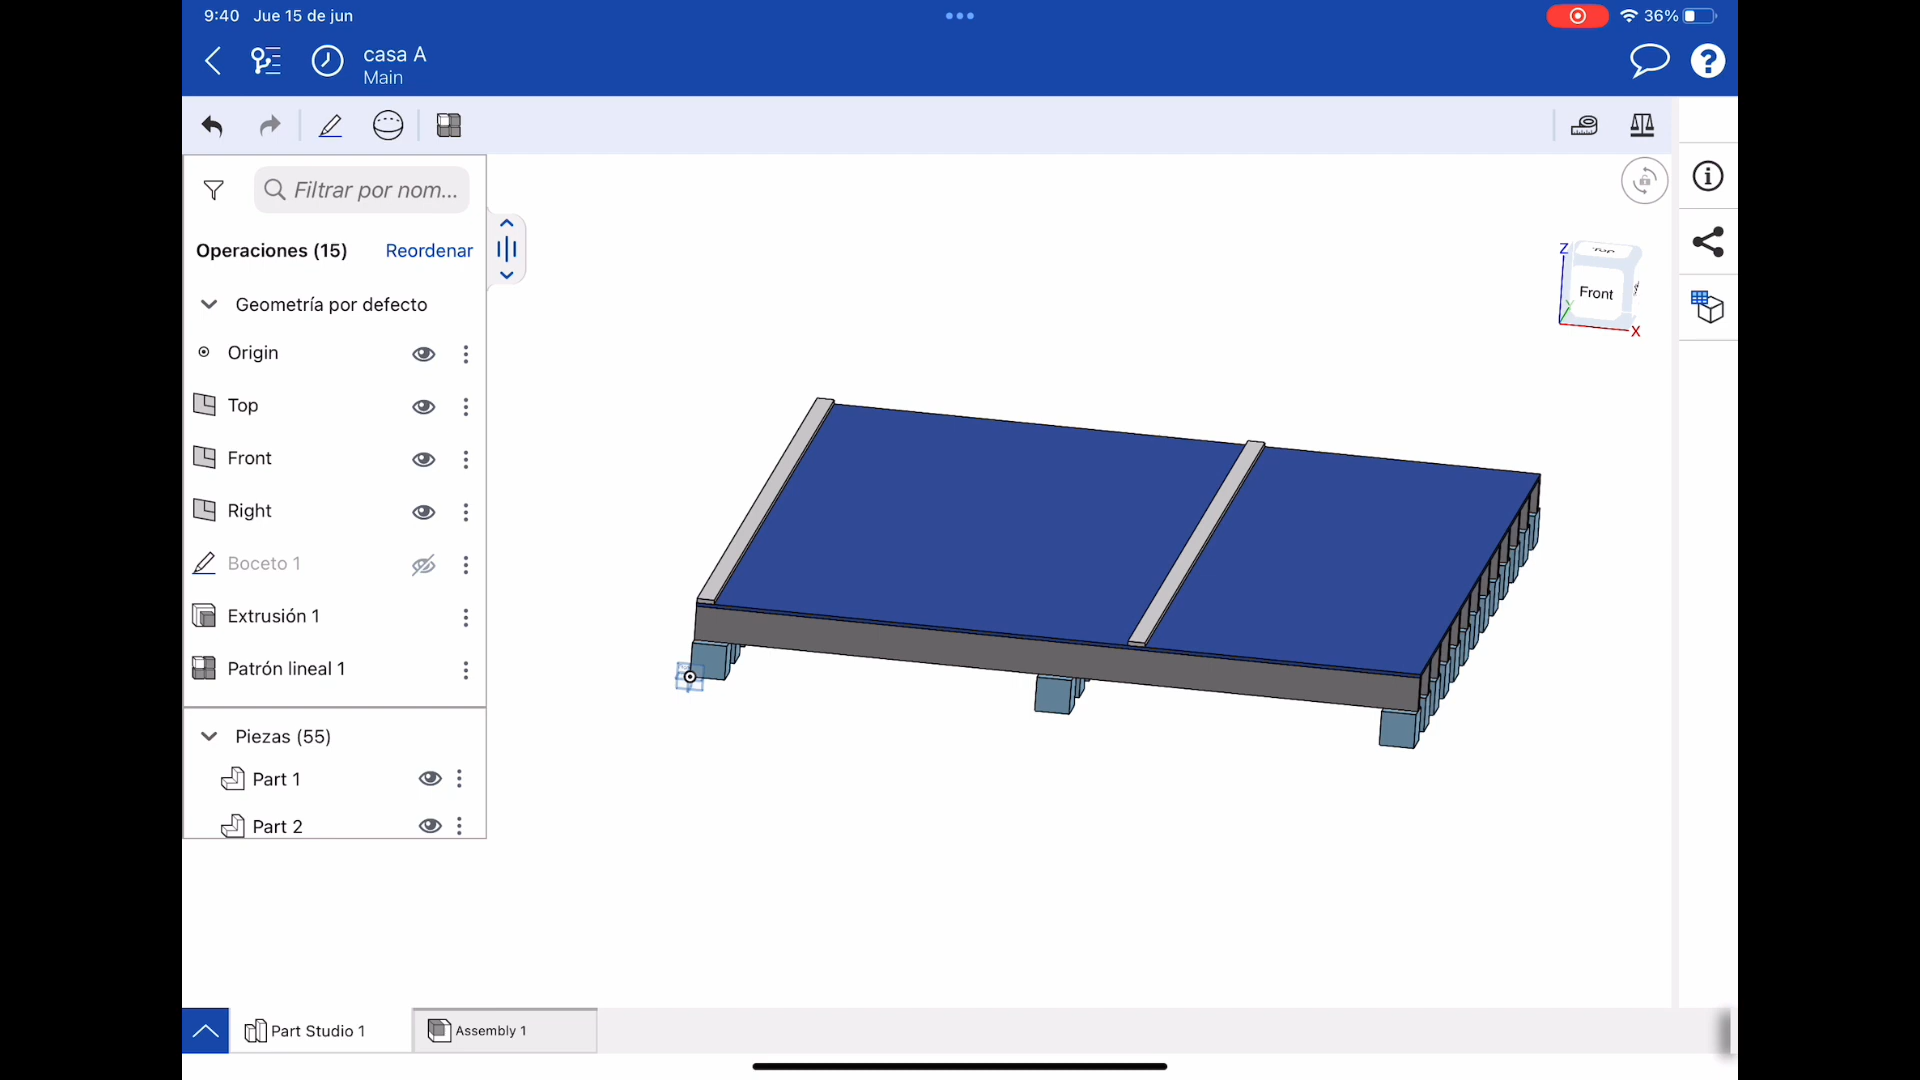 9:40 Jue 15 de jun
36%
casa A
Main
Filtrar por nom...
Operaciones (15) Reordenar
Geometría por defecto
Origin
Top
Front
Right
Boceto 1
Extrusión 1
Patrón lineal 1
Piezas (55)
Part 1
Part 2
Z
Top
Front
Y
X
Part Studio 1
Assembly 1